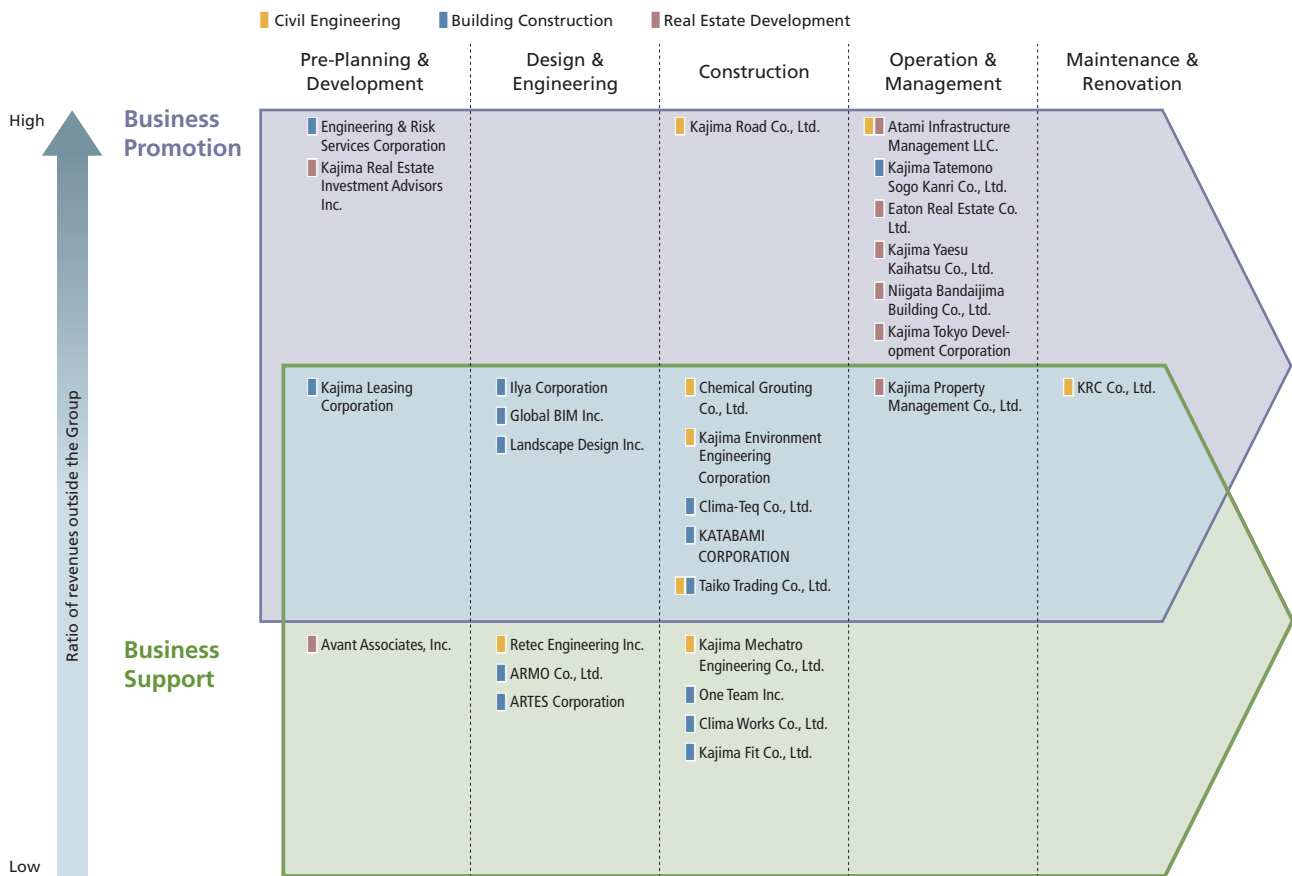 Civil Engineering
Building Construction
Real Estate Development
Pre-Planning &
Development
Design &
Engineering
Construction
Operation &
Management
Maintenance &
Renovation
High
Ratio of revenues outside the Group
Low
Business
Promotion
Engineering & Risk
Services Corporation
Kajima Real Estate
Investment Advisors
Inc.
Kajima Road Co., Ltd.
Atami Infrastructure
Management LLC.
Kajima Tatemono
Sogo Kanri Co., Ltd.
Eaton Real Estate Co.
Ltd.
Kajima Yaesu
Kaihatsu Co., Ltd.
Niigata Bandaijima
Building Co., Ltd.
Kajima Tokyo Devel-
opment Corporation
Kajima Leasing
Corporation
Ilya Corporation
Global BIM Inc.
Landscape Design Inc.
Chemical Grouting
Co., Ltd.
Kajima Environment
Engineering
Corporation
Clima-Teq Co., Ltd.
KATABAMI
CORPORATION
Taiko Trading Co., Ltd.
Kajima Property
Management Co., Ltd.
KRC Co., Ltd.
Business
Support
Avant Associates, Inc.
Retec Engineering Inc.
ARMO Co., Ltd.
ARTES Corporation
Kajima Mechatro
Engineering Co., Ltd.
One Team Inc.
Clima Works Co., Ltd.
Kajima Fit Co., Ltd.